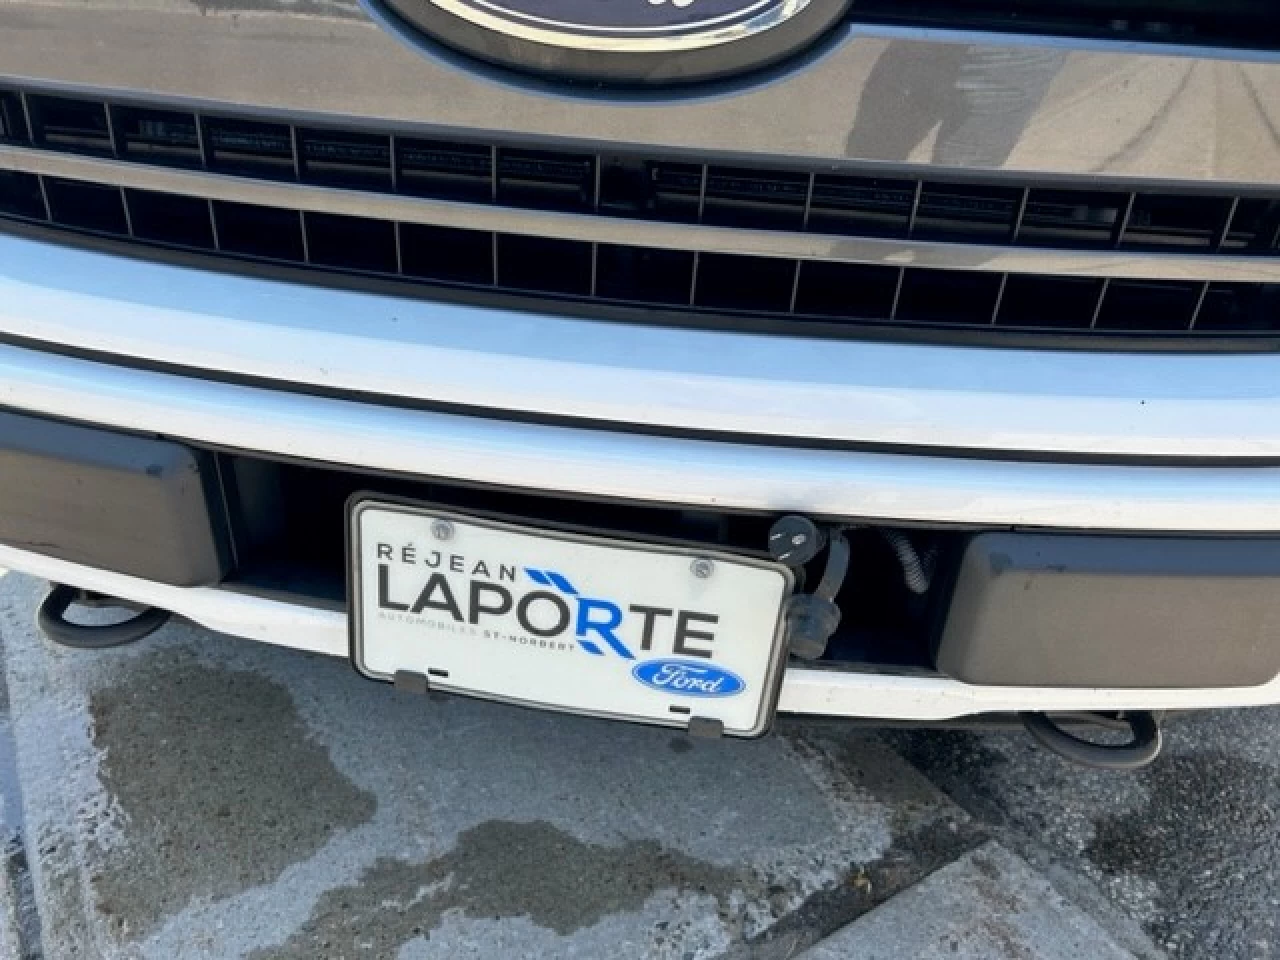 RÉJEAN
LAPORTE
AUTOMOBILES ST-NORBERT
Ford